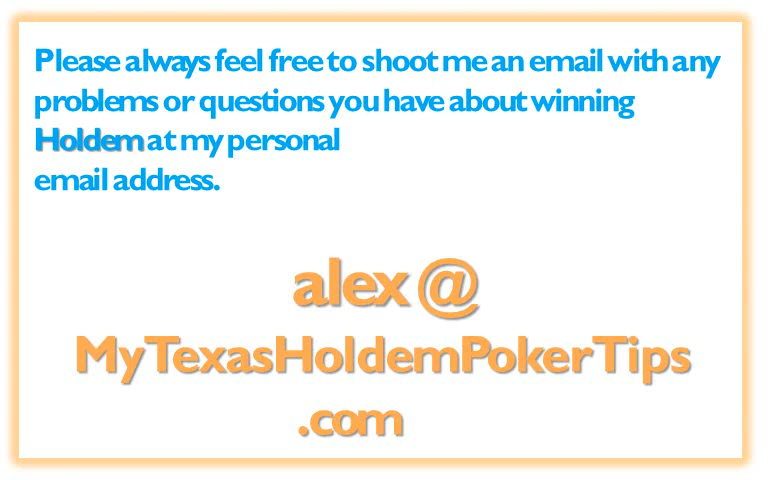 Please always feel free to shoot me an email with any
problems or questions you have about winning
Holdem at my personal
email address.
alex @
MyTexasHoldemPokerTips
.com